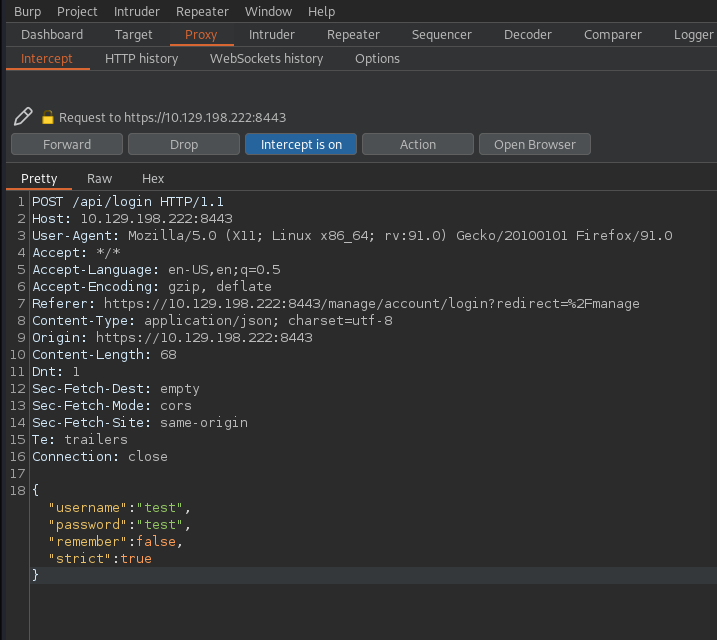 Burp Project Intruder Repeater Window Help
Dashboard Target Proxy Intruder Repeater Sequencer Decoder Comparer Logger
Intercept HTTP history WebSockets history Options
Request to https://10.129.198.222:8443
Forward Drop Intercept is on Action Open Browser
Pretty Raw Hex
1 POST /api/login HTTP/1.1
2 Host: 10.129.198.222:8443
3 User-Agent: Mozilla/5.0 (X11; Linux x86_64; rv:91.0) Gecko/20100101 Firefox/91.0
4 Accept: */*
5 Accept-Language: en-US,en;q=0.5
6 Accept-Encoding: gzip, deflate
7 Referer: https://10.129.198.222:8443/manage/account/login?redirect=%2Fmanage
8 Content-Type: application/json; charset=utf-8
9 Origin: https://10.129.198.222:8443
10 Content-Length: 68
11 Dnt: 1
12 Sec-Fetch-Dest: empty
13 Sec-Fetch-Mode: cors
14 Sec-Fetch-Site: same-origin
15 Te: trailers
16 Connection: close
17
18 {
"username":"test",
"password":"test",
"remember":false,
"strict":true
}